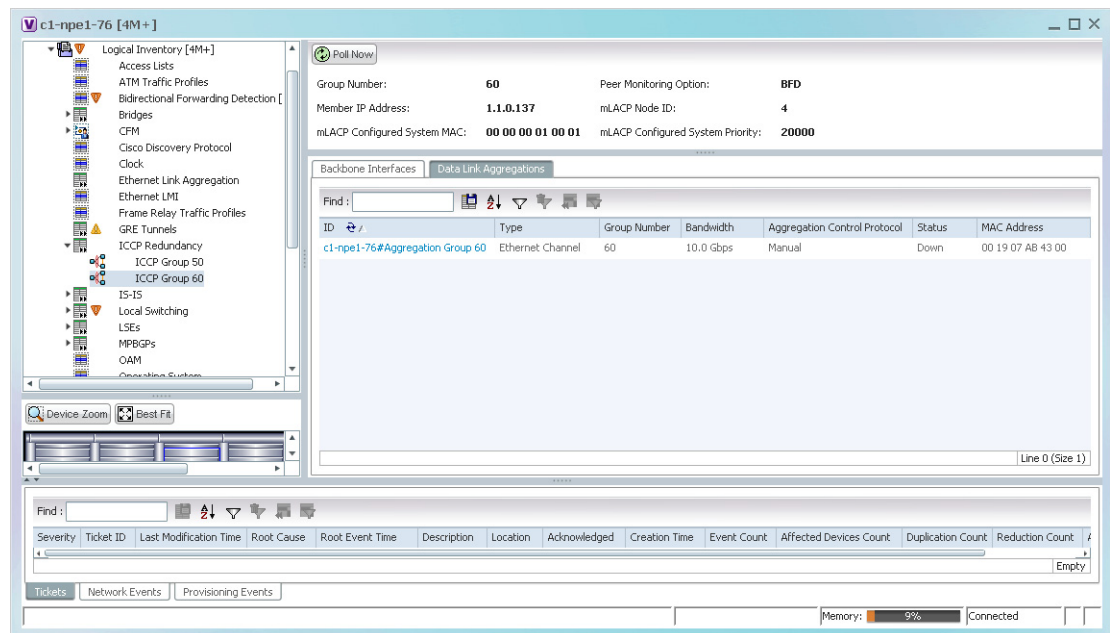 c1-npe1-76 [4M+]
Logical Inventory [4M+]
Access Lists
ATM Traffic Profiles
Bidirectional Forwarding Detection [
Bridges
CFM
Cisco Discovery Protocol
Clock
Ethernet Link Aggregation
Ethernet LMI
Frame Relay Traffic Profiles
GRE Tunnels
ICCP Redundancy
ICCP Group 50
ICCP Group 60
IS-IS
Local Switching
LSEs
MPBGPs
OAM
Operating System
Device Zoom Best Fit
Poll Now
Group Number: 60 Peer Monitoring Option: BFD
Member IP Address: 1.1.0.137 mLACP Node ID: 4
mLACP Configured System MAC: 00 00 00 01 00 01 mLACP Configured System Priority: 20000
Backbone Interfaces Data Link Aggregations
Find :
ID Type Group Number Bandwidth Aggregation Control Protocol Status MAC Address
c1-npe1-76#Aggregation Group 60 Ethernet Channel 60 10.0 Gbps Manual Down 00 19 07 AB 43 00
Line 0 (Size 1)
Find :
Severity Ticket ID Last Modification Time Root Cause Root Event Time Description Location Acknowledged Creation Time Event Count Affected Devices Count Duplication Count Reduction Count
Empty
Tickets Network Events Provisioning Events
Memory: 9% Connected